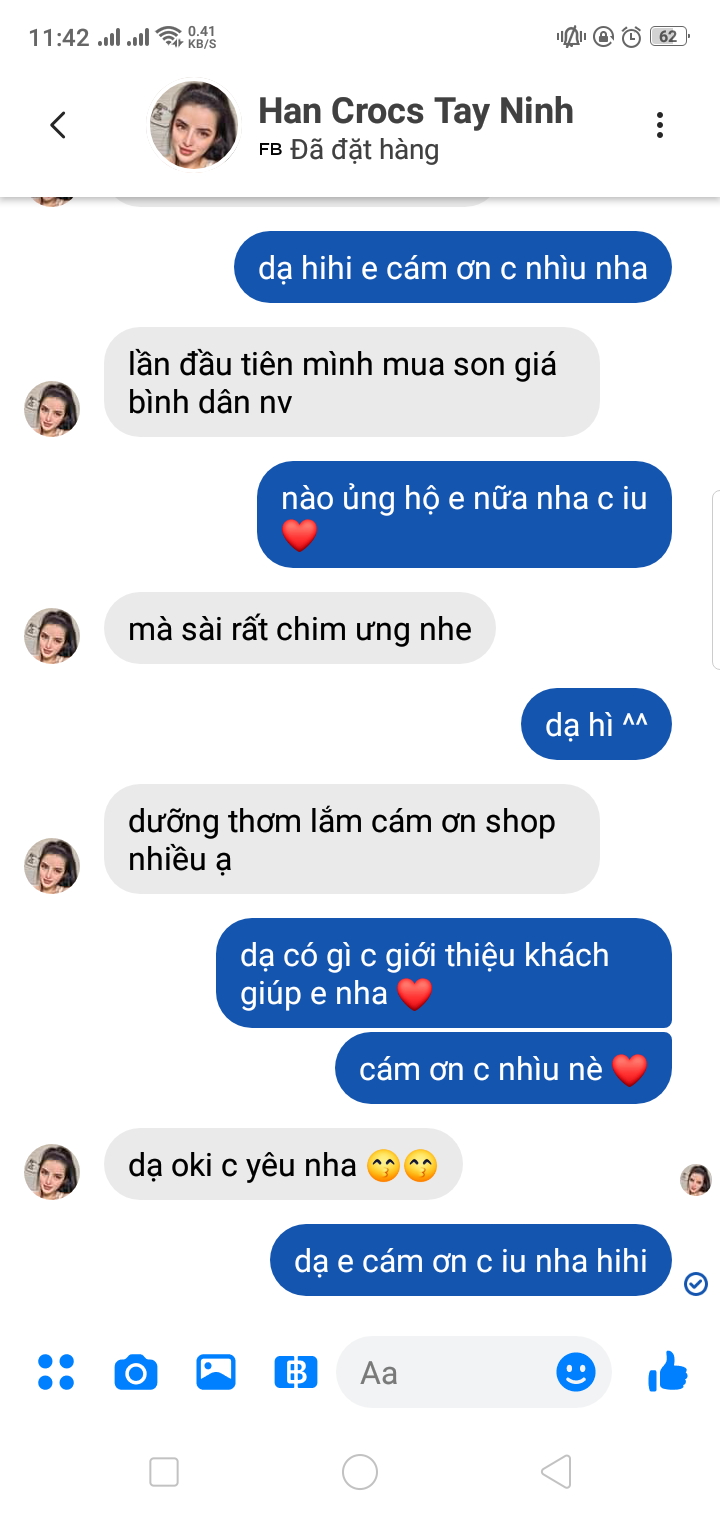 11:42
0.41
KB/S
62
Han Crocs Tay Ninh
FB Đã đặt hàng
dạ hihi e cám ơn c nhìu nha
lần đầu tiên mình mua son giá
bình dân nv
nào ủng hộ e nữa nha c iu
❤️
mà sài rất chim ưng nhe
dạ hì ^^
dưỡng thơm lắm cám ơn shop
nhiều ạ
dạ có gì c giới thiệu khách
giúp e nha ❤️
cám ơn c nhìu nè ❤️
dạ oki c yêu nha 😙😙
dạ e cám ơn c iu nha hihi
Aa